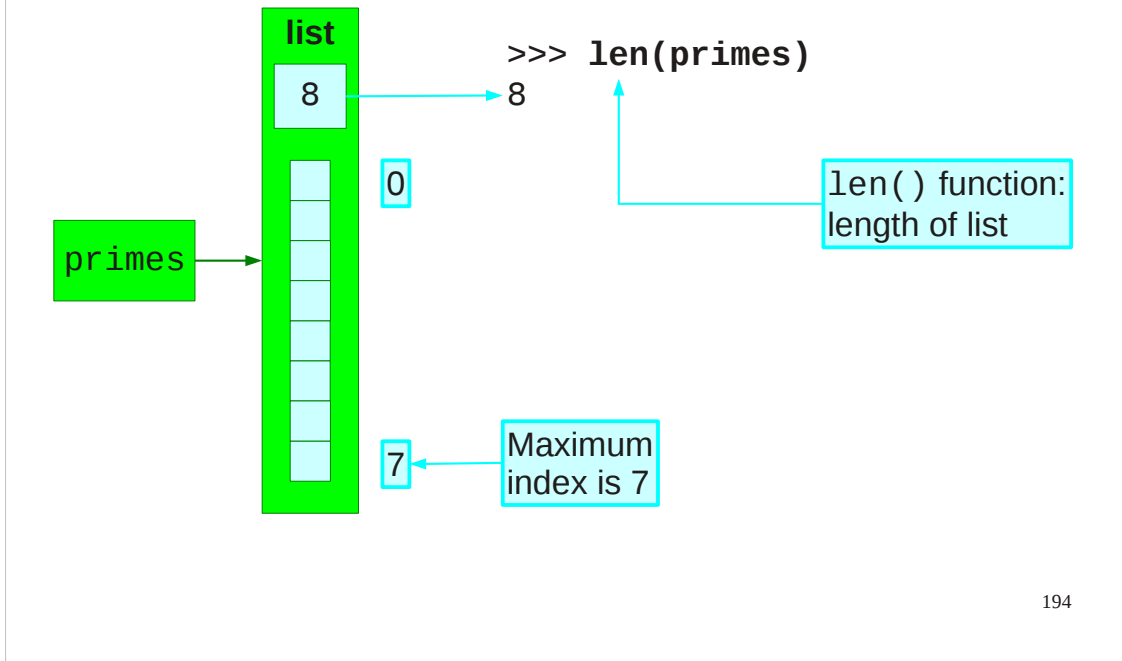 list
8
>>> len(primes)
8
0
len() function:
length of list
primes
7
Maximum
index is 7
194